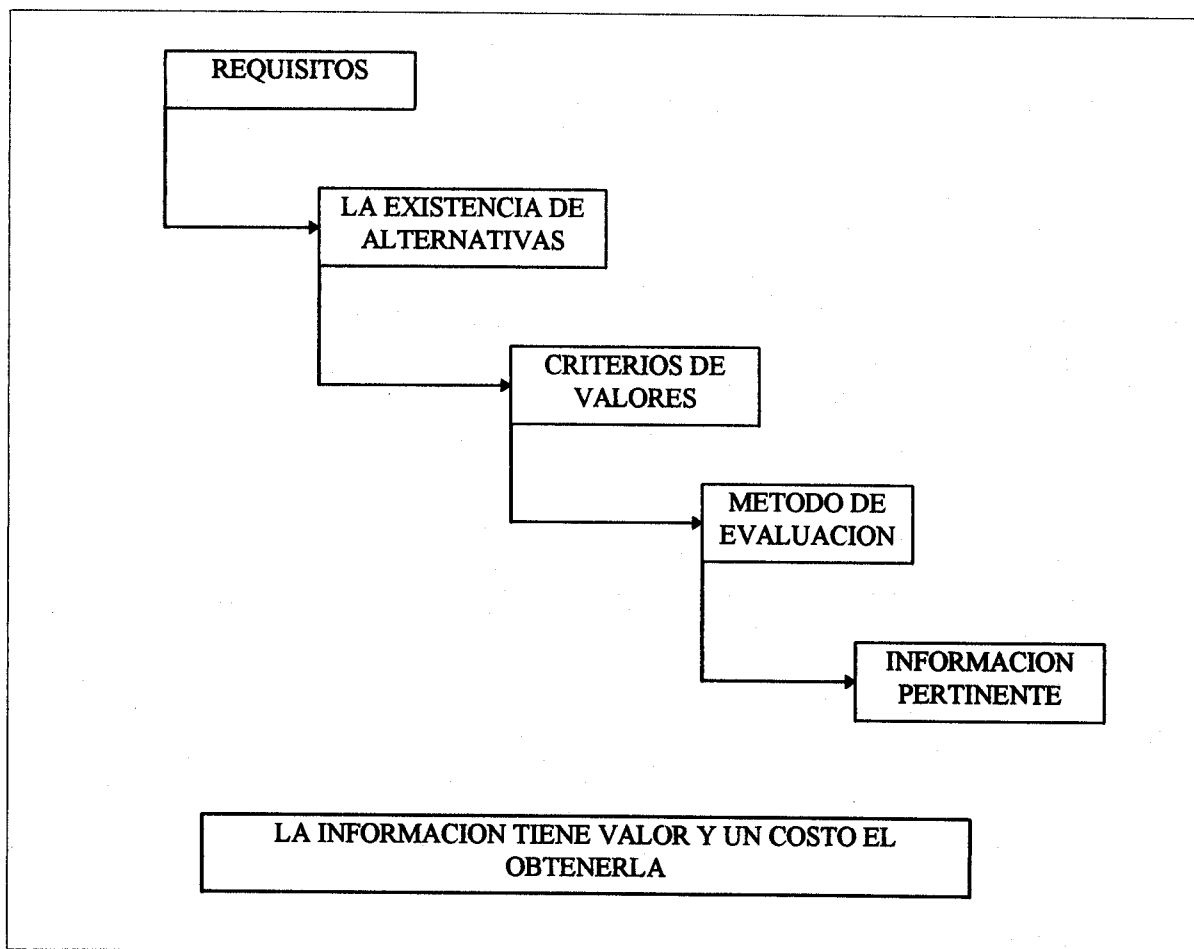 REQUISITOS
LA EXISTENCIA DE
ALTERNATIVAS
CRITERIOS DE
VALORES
METODO DE
EVALUACION
INFORMACION
PERTINENTE
LA INFORMACION TIENE VALOR Y UN COSTO EL
OBTENERLA